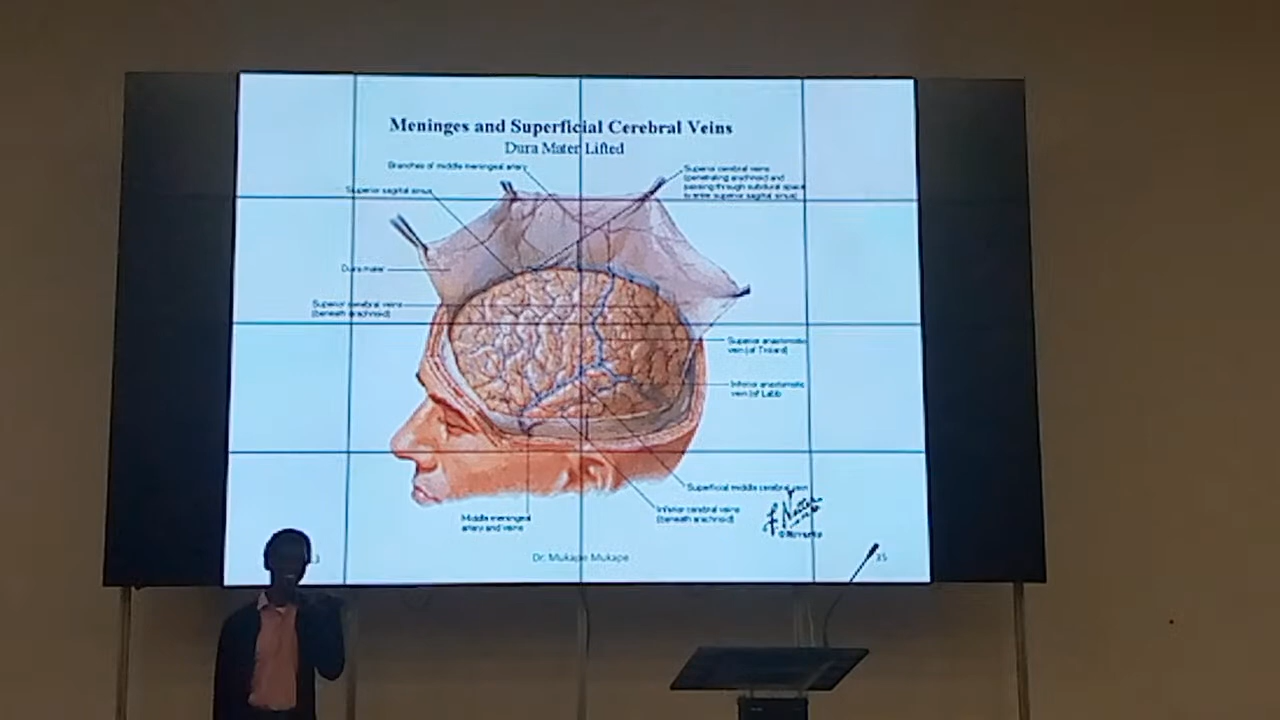 Meninges and Superficial Cerebral Veins
Dura Mater Lifted
Branches of middle meningeal artery
Superior sagittal sinus
Superior cerebral veins
(penetrating arachnoid and
passing through subdural space
to enter superior sagittal sinus)
Dura mater
Superior cerebral veins
(beneath arachnoid)
Superior anastomotic
vein (of Trolard)
Inferior anastomotic
vein (of Labb
Superficial middle cerebral vein
Inferior cerebral veins
(beneath arachnoid)
Middle meningeal
artery and veins
F. Netter
Dr. Mukape Mukape
35